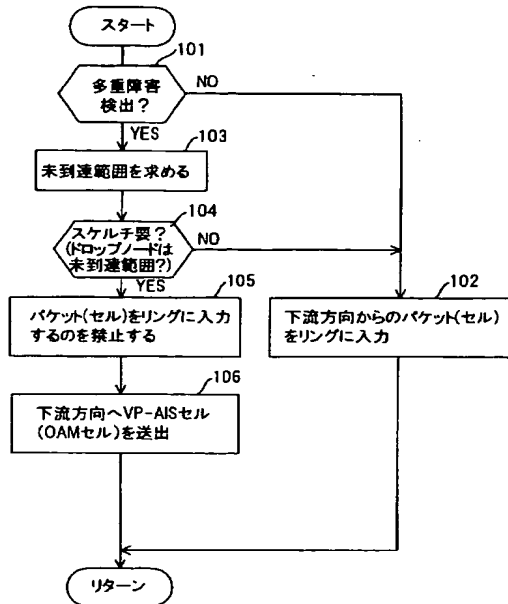 スタート
101
多重障害
検出?
NO
YES
103
未到達範囲を求める
104
スケルチ要?
(ドロップノードは
未到達範囲?)
NO
YES
105
パケット(セル)をリングに入力
するのを禁止する
102
下流方向からのパケット(セル)
をリングに入力
106
下流方向へVP-AISセル
(OAMセル)を送出
リターン